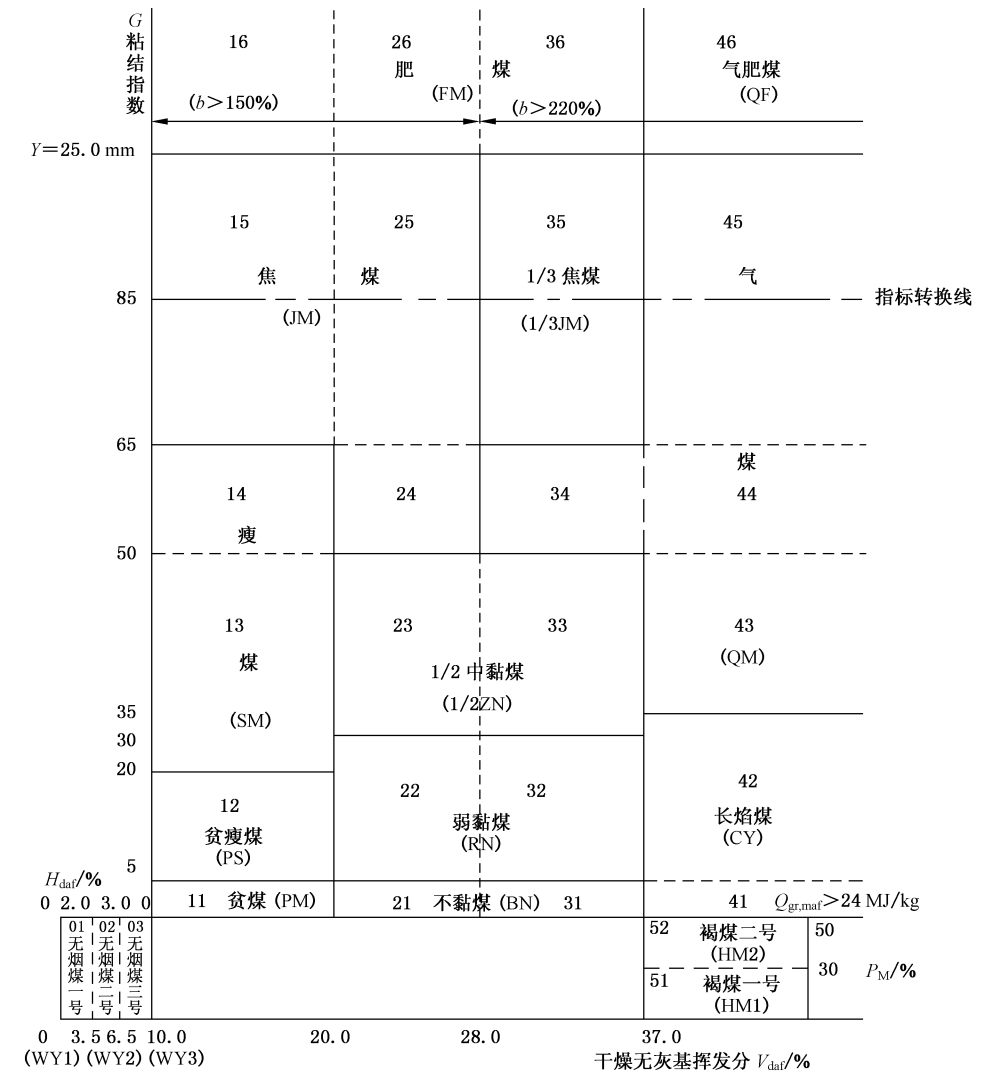 G
粘结指数
16
26
36
46
肥 煤
气肥煤
(FM)
(QF)
(b＞150%)
(b＞220%)
Y＝25.0 mm
15
25
35
45
焦 煤
1/3 焦煤
气
85
指标转换线
(JM)
(1/3JM)
65
煤
14
24
34
44
瘦
50
13
23
33
43
煤
1/2 中黏煤
(QM)
(1/2ZN)
35
(SM)
30
20
22
32
42
12
弱黏煤
长焰煤
贫瘦煤
(RN)
(CY)
(PS)
5
Hdaf/%
0 2.0 3.0 0
11 贫煤 (PM)
21 不黏煤 (BN) 31
41 Qgr,maf＞24 MJ/kg
01 无烟煤一号
02 无烟煤二号
03 无烟煤三号
52 褐煤二号
(HM2)
50
30 PM/%
51 褐煤一号
(HM1)
0 3.5 6.5 10.0 20.0 28.0 37.0
(WY1) (WY2) (WY3)
干燥无灰基挥发分 Vdaf/%